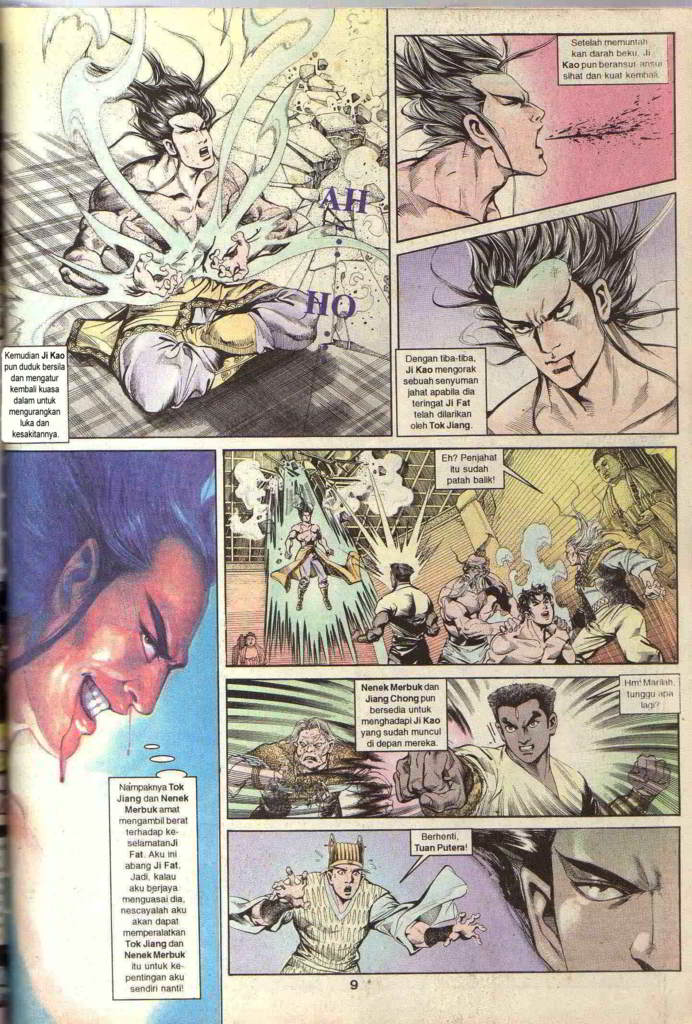 AH
HO
Kemudian Ji Kao
pun duduk bersila
dan mengatur
kembali kuasa
dalam untuk
mengurangkan
luka dan
kesakitannya.
Setelah memuntah
kan darah beku, Ji
Kao pun beransur-ansur
sihat dan kuat kembali.
Dengan tiba-tiba,
Ji Kao mengorak
sebuah senyuman
jahat apabila dia
teringat Ji Fat
telah dilarikan
oleh Tok Jiang.
Nampaknya Tok
Jiang dan Nenek
Merbuk amat
mengambil berat
terhadap ke-
selamatanJi
Fat. Aku ini
abang Ji Fat.
Jadi, kalau
aku berjaya
menguasai dia,
nescayalah aku
akan dapat
memperalatkan
Tok Jiang dan
Nenek Merbuk
itu untuk ke-
pentingan aku
sendiri nanti!
Eh? Penjahat
itu sudah
patah balik!
Nenek Merbuk dan
Jiang Chong pun
bersedia untuk
menghadapi Ji Kao
yang sudah muncul
di depan mereka.
Hm! Marilah,
tunggu apa
lagi?
Berhenti,
Tuan Putera!
9